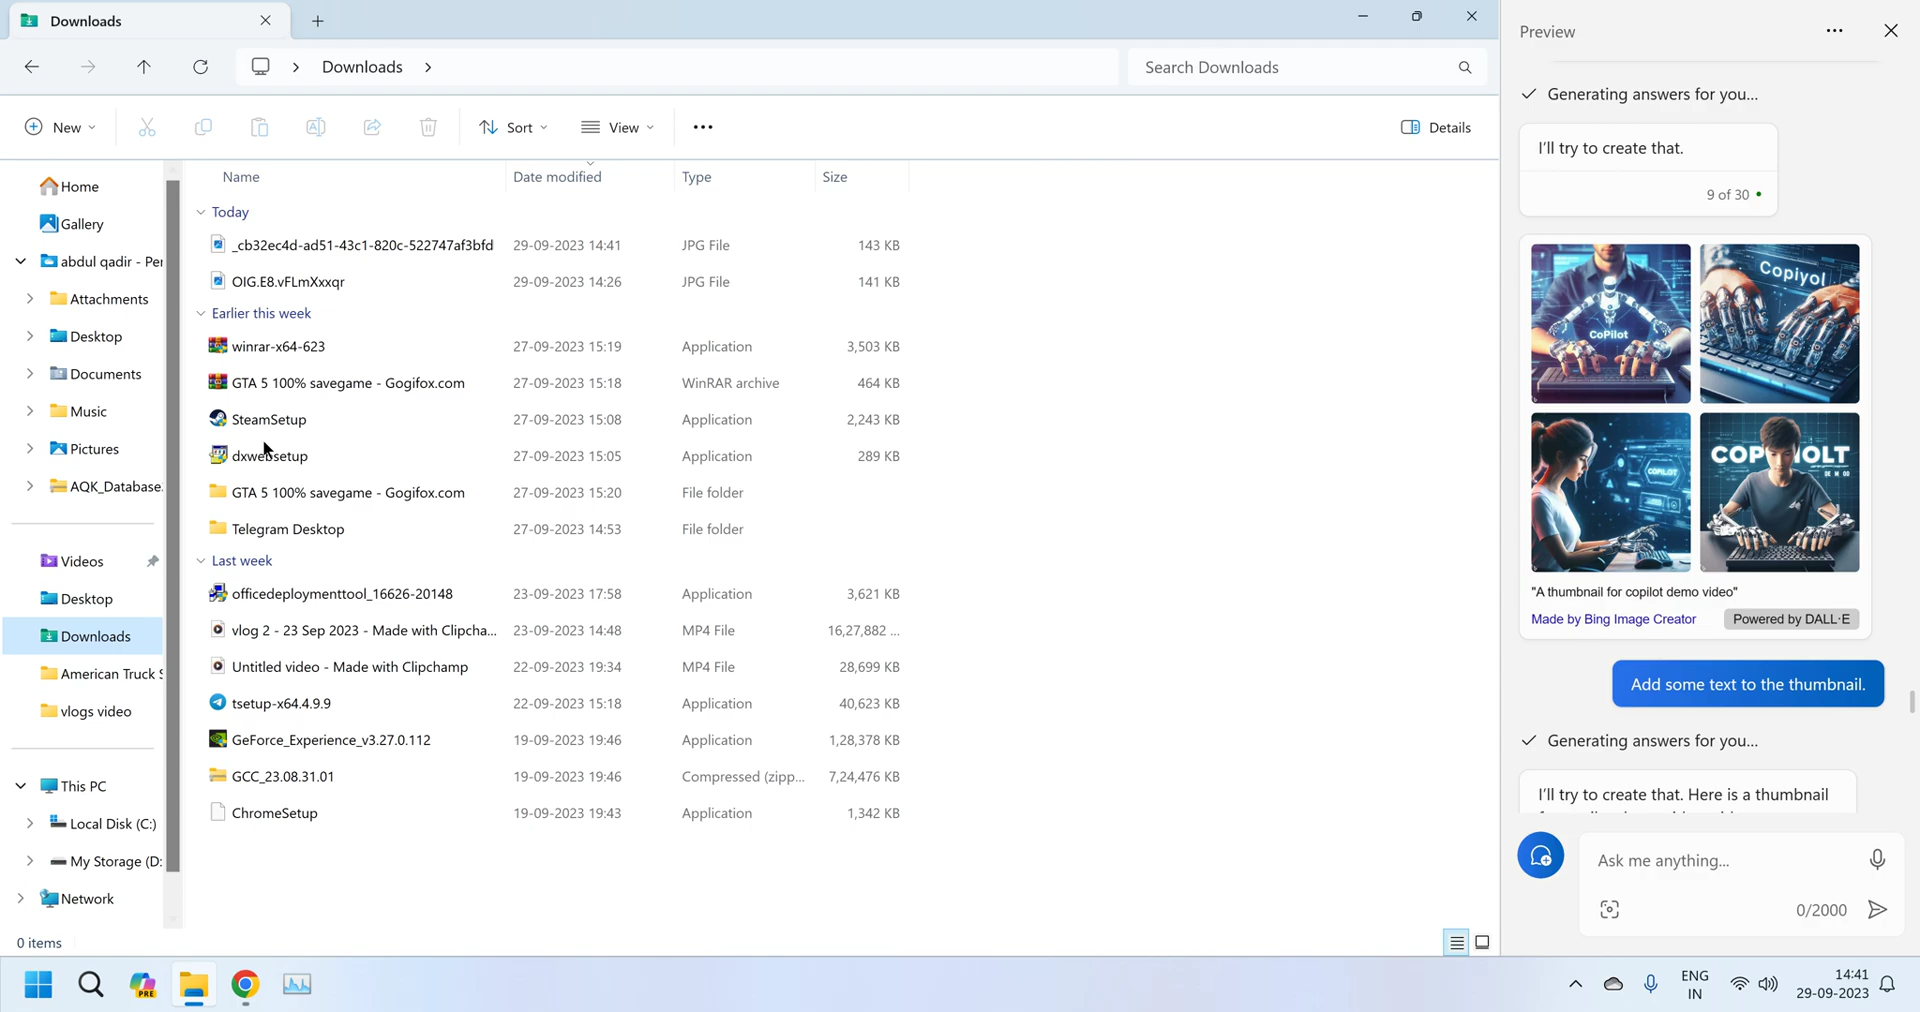 Downloads
Downloads
Search Downloads
New
Sort
View
Details
Home
Gallery
abdul qadir - Per
Attachments
Desktop
Documents
Music
Pictures
AQK_Database.
Videos
Desktop
Downloads
American Truck S
vlogs video
This PC
Local Disk (C:)
My Storage (D:
Network
0 items
Name Date modified Type Size
Today
_cb32ec4d-ad51-43c1-820c-522747af3bfd 29-09-2023 14:41 JPG File 143 KB
OIG.E8.vFLmXxxqr 29-09-2023 14:26 JPG File 141 KB
Earlier this week
winrar-x64-623 27-09-2023 15:19 Application 3,503 KB
GTA 5 100% savegame - Gogifox.com 27-09-2023 15:18 WinRAR archive 464 KB
SteamSetup 27-09-2023 15:08 Application 2,243 KB
dxwebsetup 27-09-2023 15:05 Application 289 KB
GTA 5 100% savegame - Gogifox.com 27-09-2023 15:20 File folder
Telegram Desktop 27-09-2023 14:53 File folder
Last week
officedeploymenttool_16626-20148 23-09-2023 17:58 Application 3,621 KB
vlog 2 - 23 Sep 2023 - Made with Clipcha... 23-09-2023 14:48 MP4 File 16,27,882 ...
Untitled video - Made with Clipchamp 22-09-2023 19:34 MP4 File 28,699 KB
tsetup-x64.4.9.9 22-09-2023 15:18 Application 40,623 KB
GeForce_Experience_v3.27.0.112 19-09-2023 19:46 Application 1,28,378 KB
GCC_23.08.31.01 19-09-2023 19:46 Compressed (zipp... 7,24,476 KB
ChromeSetup 19-09-2023 19:43 Application 1,342 KB
Preview
Generating answers for you...
I'll try to create that.
9 of 30
CoPilot
Copiyol
COPILOT
COP OLT
"A thumbnail for copilot demo video"
Made by Bing Image Creator Powered by DALL·E
Add some text to the thumbnail.
Generating answers for you...
I'll try to create that. Here is a thumbnail
Ask me anything...
0/2000
PRE
ENG
IN
14:41
29-09-2023